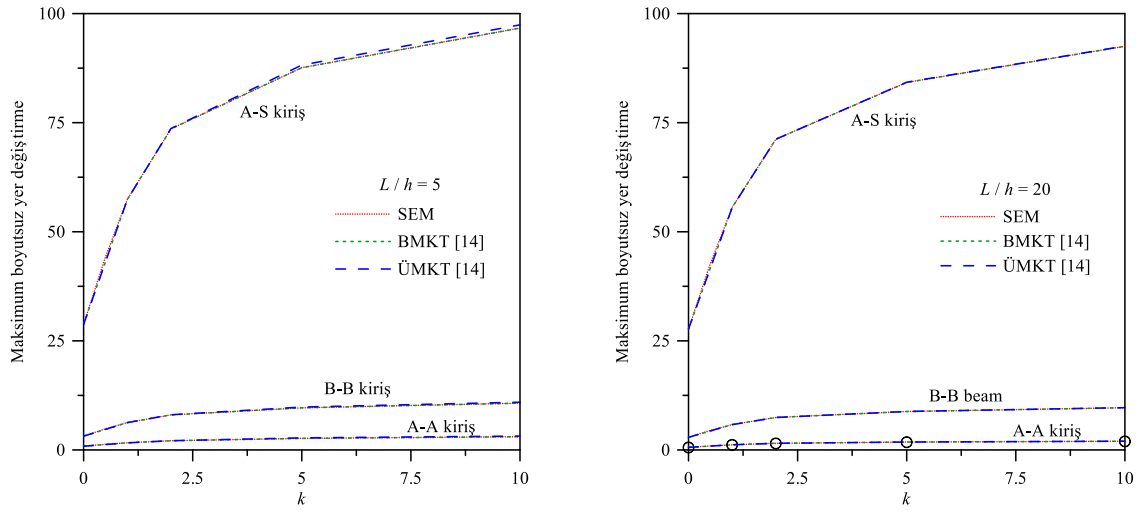 Maksimum boyutsuz yer değiştirme
100
75
50
25
0
A-S kiriş
L / h = 5
SEM
BMKT [14]
ÜMKT [14]
B-B kiriş
A-A kiriş
0
2.5
5
7.5
10
k
Maksimum boyutsuz yer değiştirme
100
75
50
25
0
A-S kiriş
L / h = 20
SEM
BMKT [14]
ÜMKT [14]
B-B beam
A-A kiriş
0
2.5
5
7.5
10
k